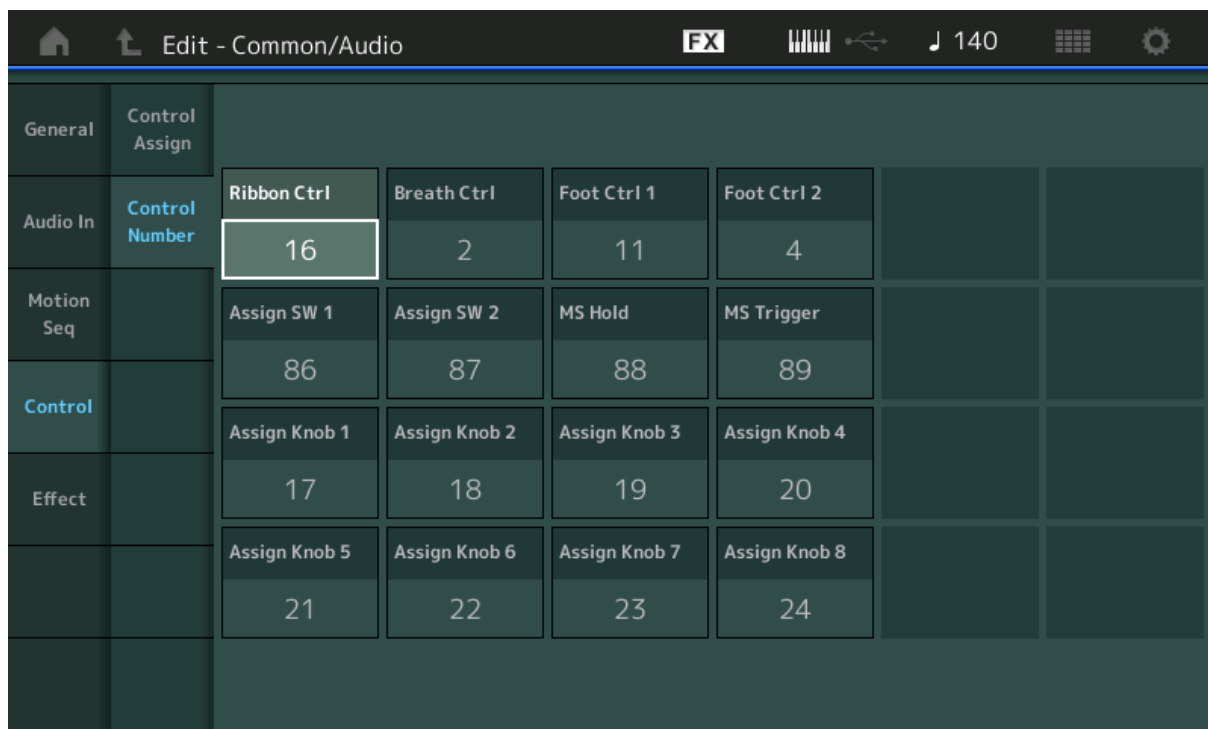 Edit - Common/Audio
FX
♩ 140
General
Audio In
Motion
Seq
Control
Effect
Control
Assign
Control
Number
Ribbon Ctrl Breath Ctrl Foot Ctrl 1 Foot Ctrl 2
16 2 11 4
Assign SW 1 Assign SW 2 MS Hold MS Trigger
86 87 88 89
Assign Knob 1 Assign Knob 2 Assign Knob 3 Assign Knob 4
17 18 19 20
Assign Knob 5 Assign Knob 6 Assign Knob 7 Assign Knob 8
21 22 23 24